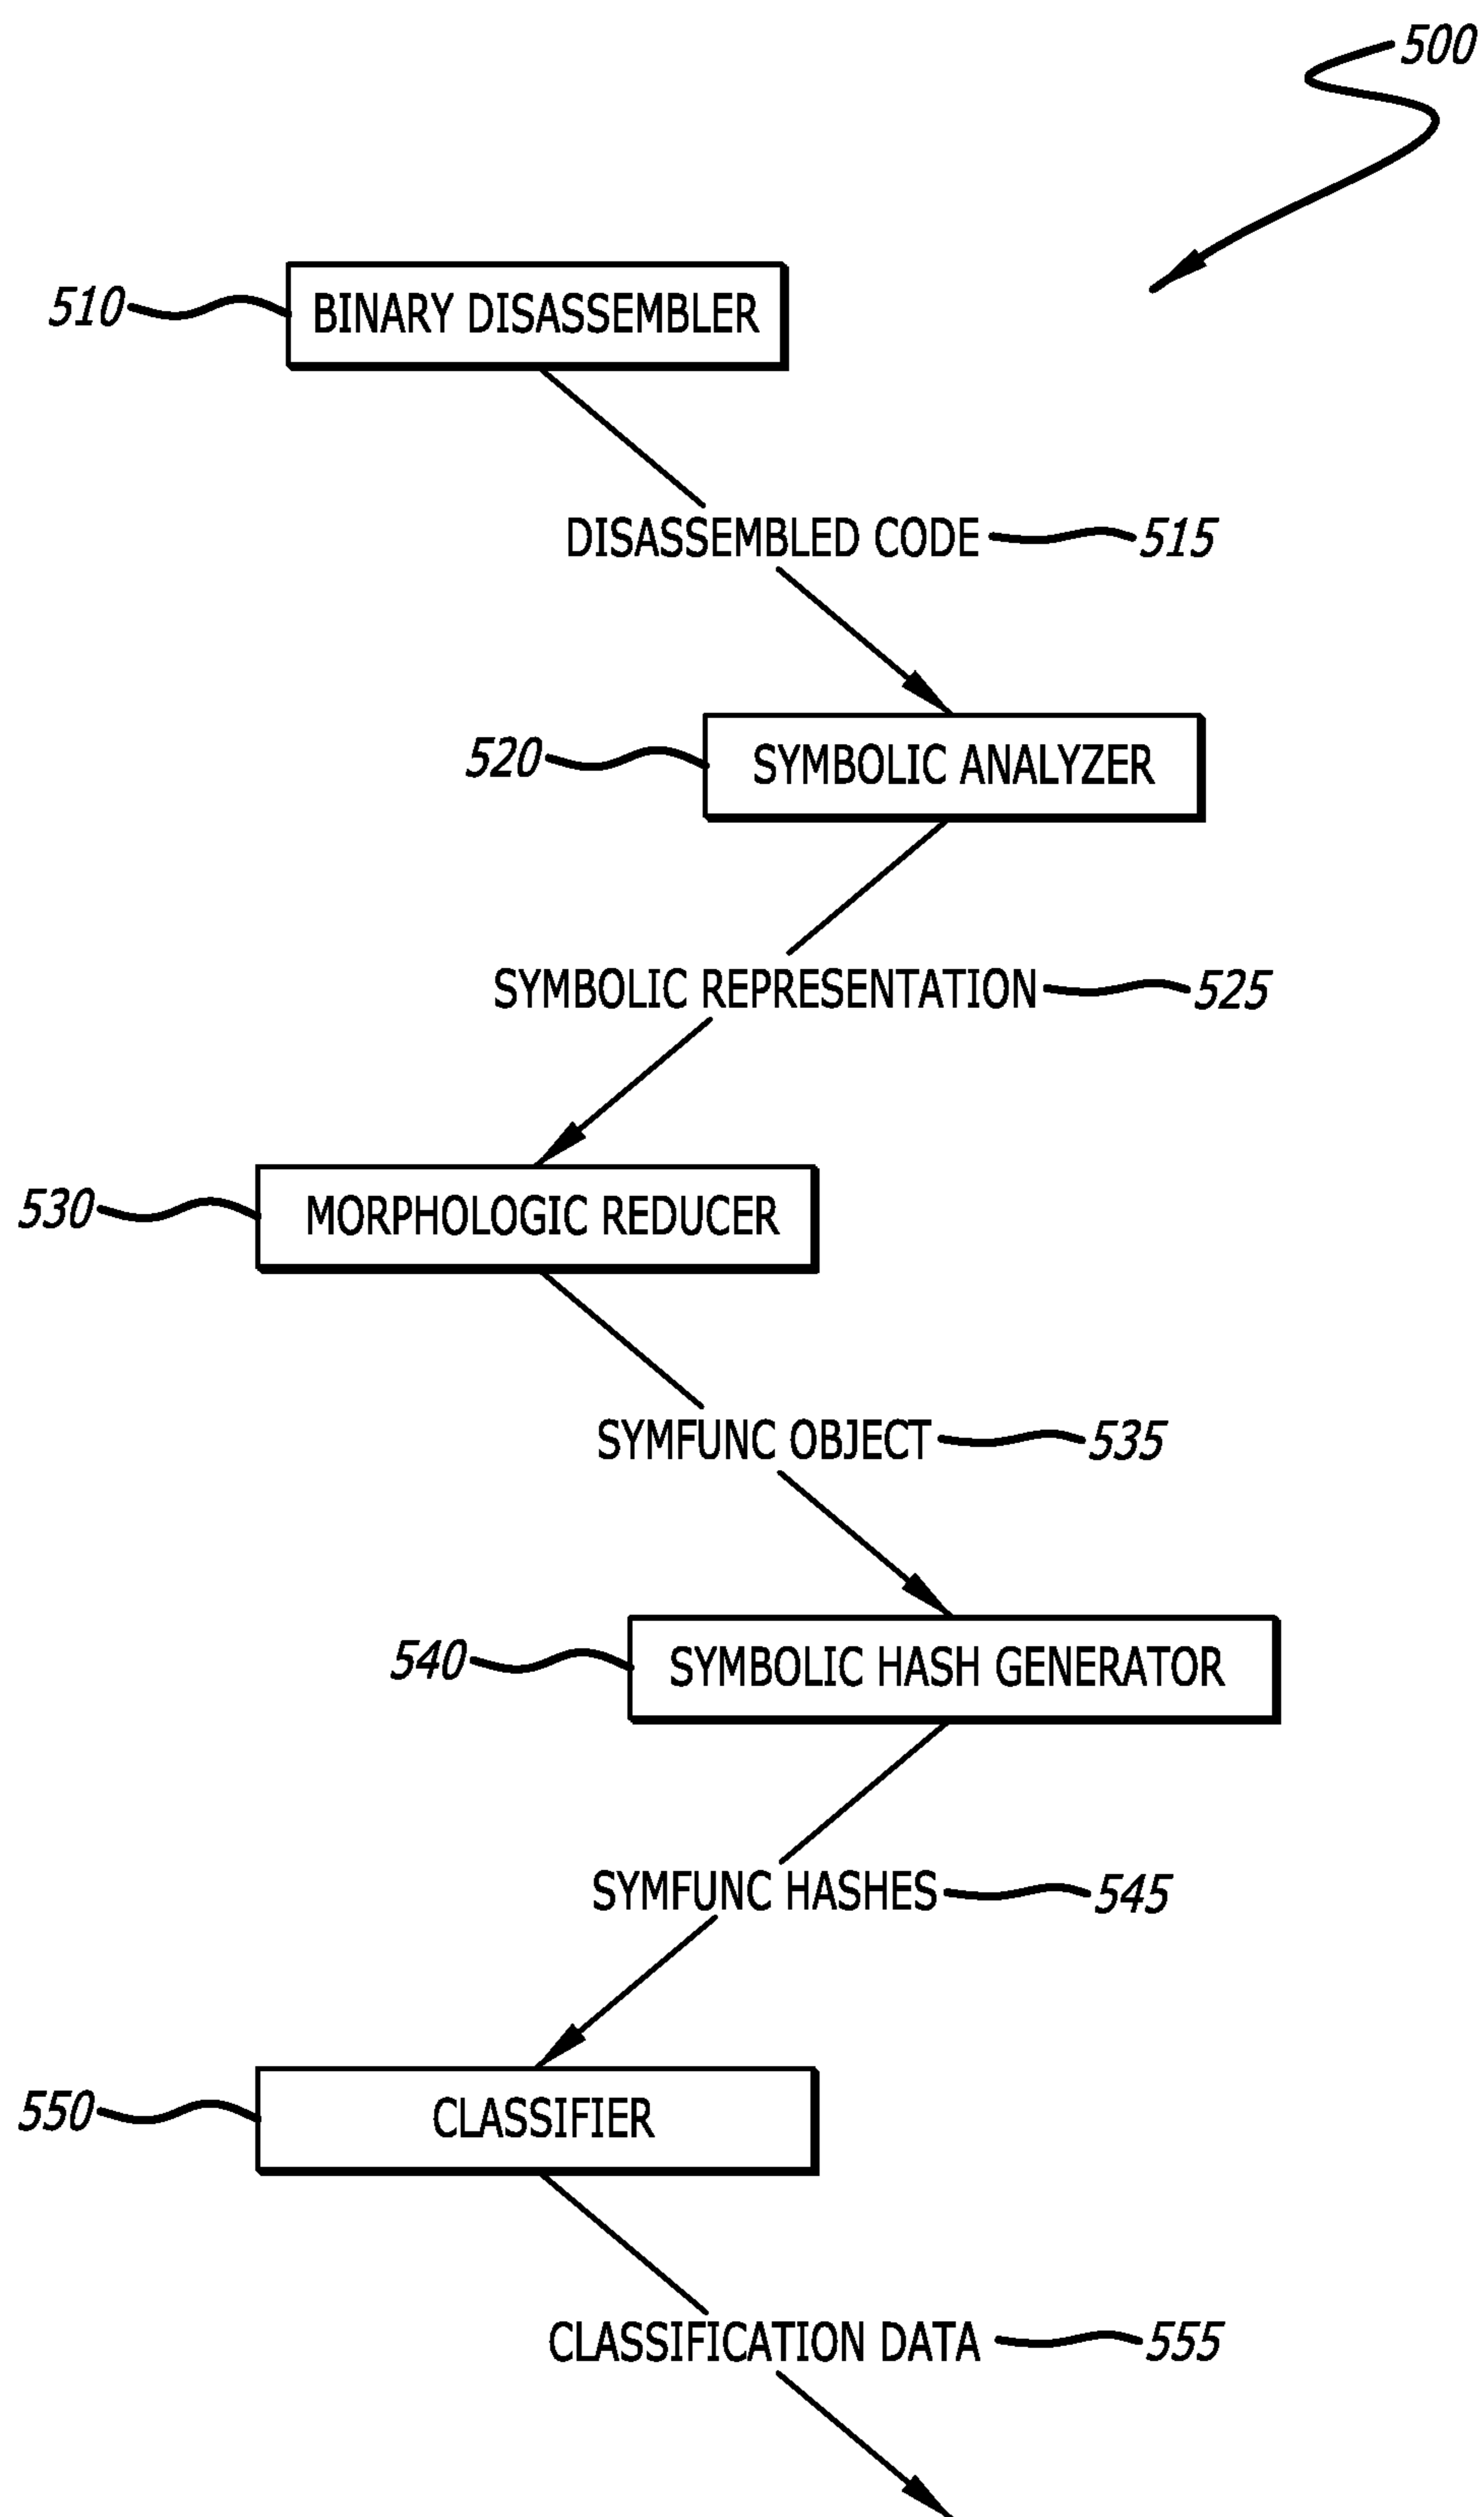 500
510 BINARY DISASSEMBLER
DISASSEMBLED CODE 515
520 SYMBOLIC ANALYZER
SYMBOLIC REPRESENTATION 525
530 MORPHOLOGIC REDUCER
SYMFUNC OBJECT 535
540 SYMBOLIC HASH GENERATOR
SYMFUNC HASHES 545
550 CLASSIFIER
CLASSIFICATION DATA 555